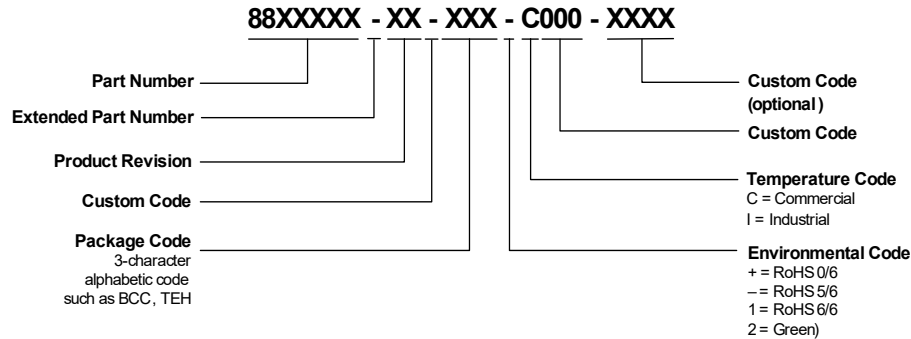 88XXXXX - XX - XXX - C000 - XXXX
Part Number
Extended Part Number
Product Revision
Custom Code
Package Code
3-character
alphabetic code
such as BCC, TEH
Custom Code
(optional)
Custom Code
Temperature Code
C = Commercial
I = Industrial
Environmental Code
+ = RoHS 0/6
– = RoHS 5/6
1 = RoHS 6/6
2 = Green)